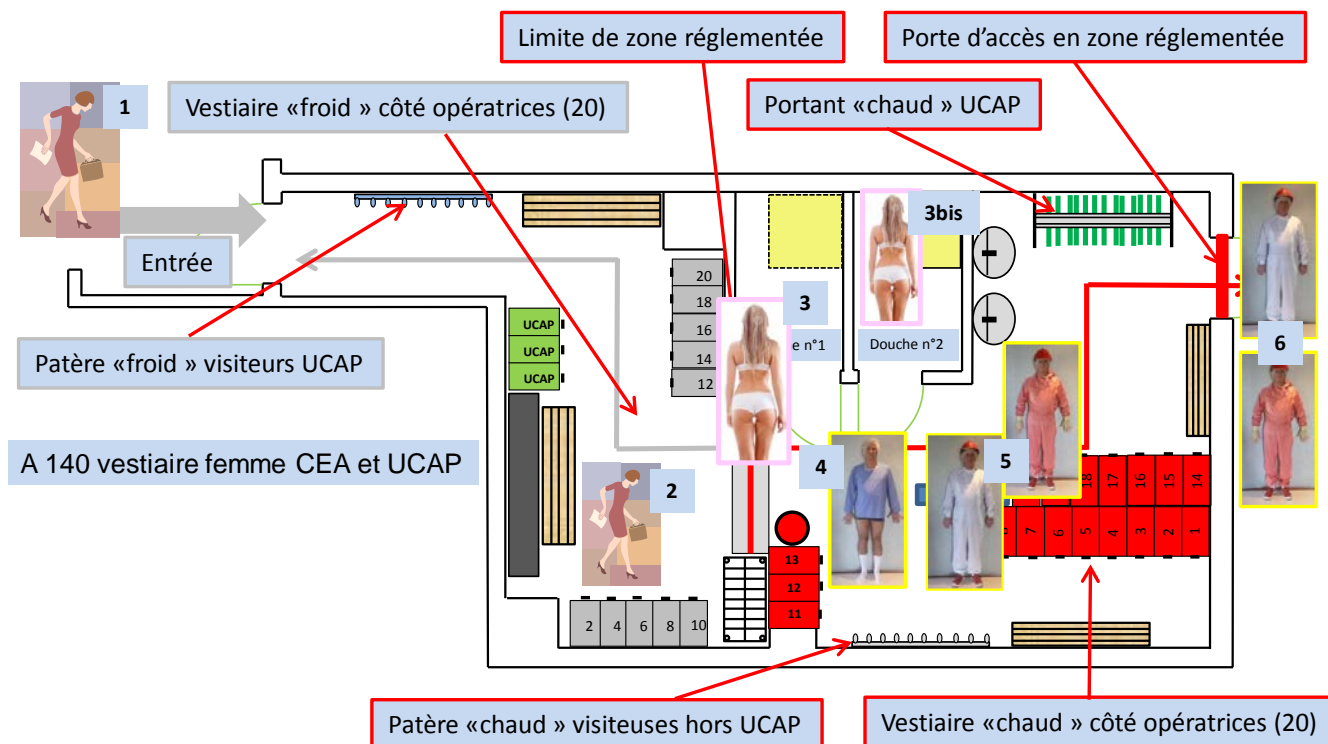 Limite de zone réglementée
Porte d'accès en zone réglementée
1
Vestiaire «froid » côté opératrices (20)
Portant «chaud » UCAP
3bis
Entrée
20
18
16
14
12
3
e n°1
Douche n°2
6
UCAP
UCAP
UCAP
Patère «froid » visiteurs UCAP
A 140 vestiaire femme CEA et UCAP
2
4
5
18
17
16
15
14
7
6
5
4
3
2
1
13
12
11
2
4
6
8
10
Patère «chaud » visiteuses hors UCAP
Vestiaire «chaud » côté opératrices (20)